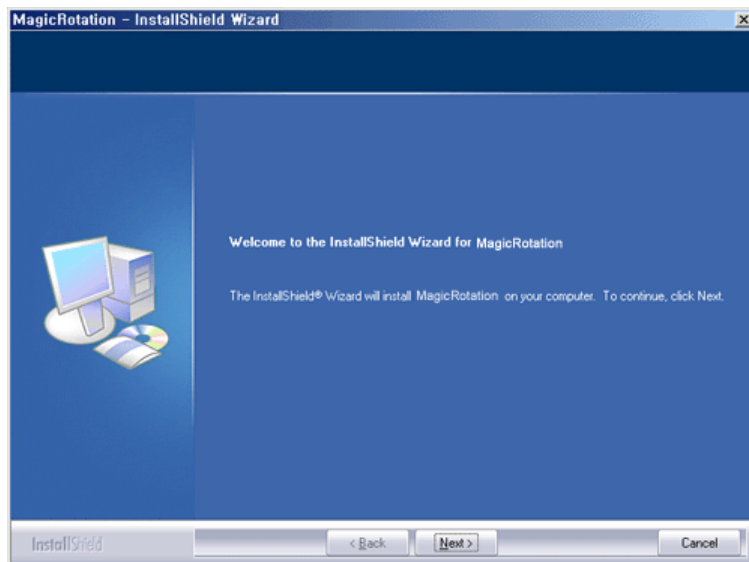 MagicRotation - InstallShield Wizard
Welcome to the InstallShield Wizard for MagicRotation
The InstallShield® Wizard will install MagicRotation on your computer. To continue, click Next.
InstallShield
< Back
Next >
Cancel